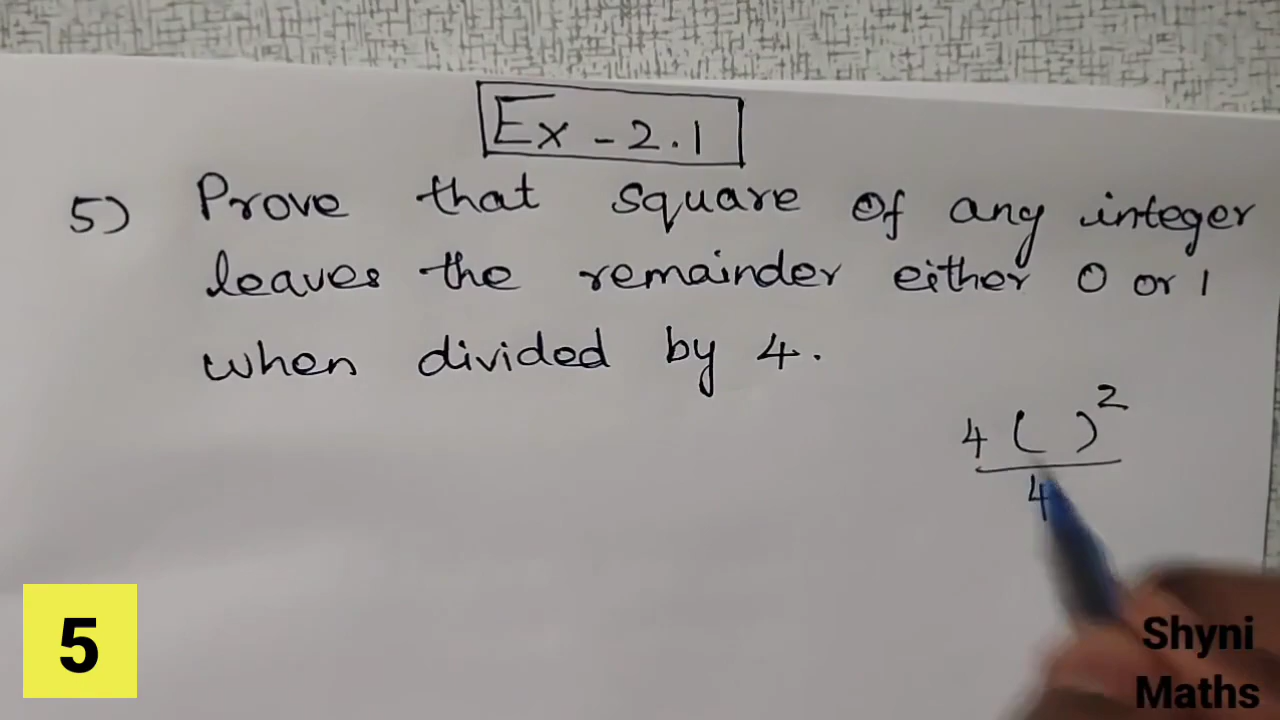 Ex - 2.1
5) Prove that square of any integer
leaves the remainder either 0 or 1
when divided by 4.
4 ( )²
4
5
Shyni
Maths